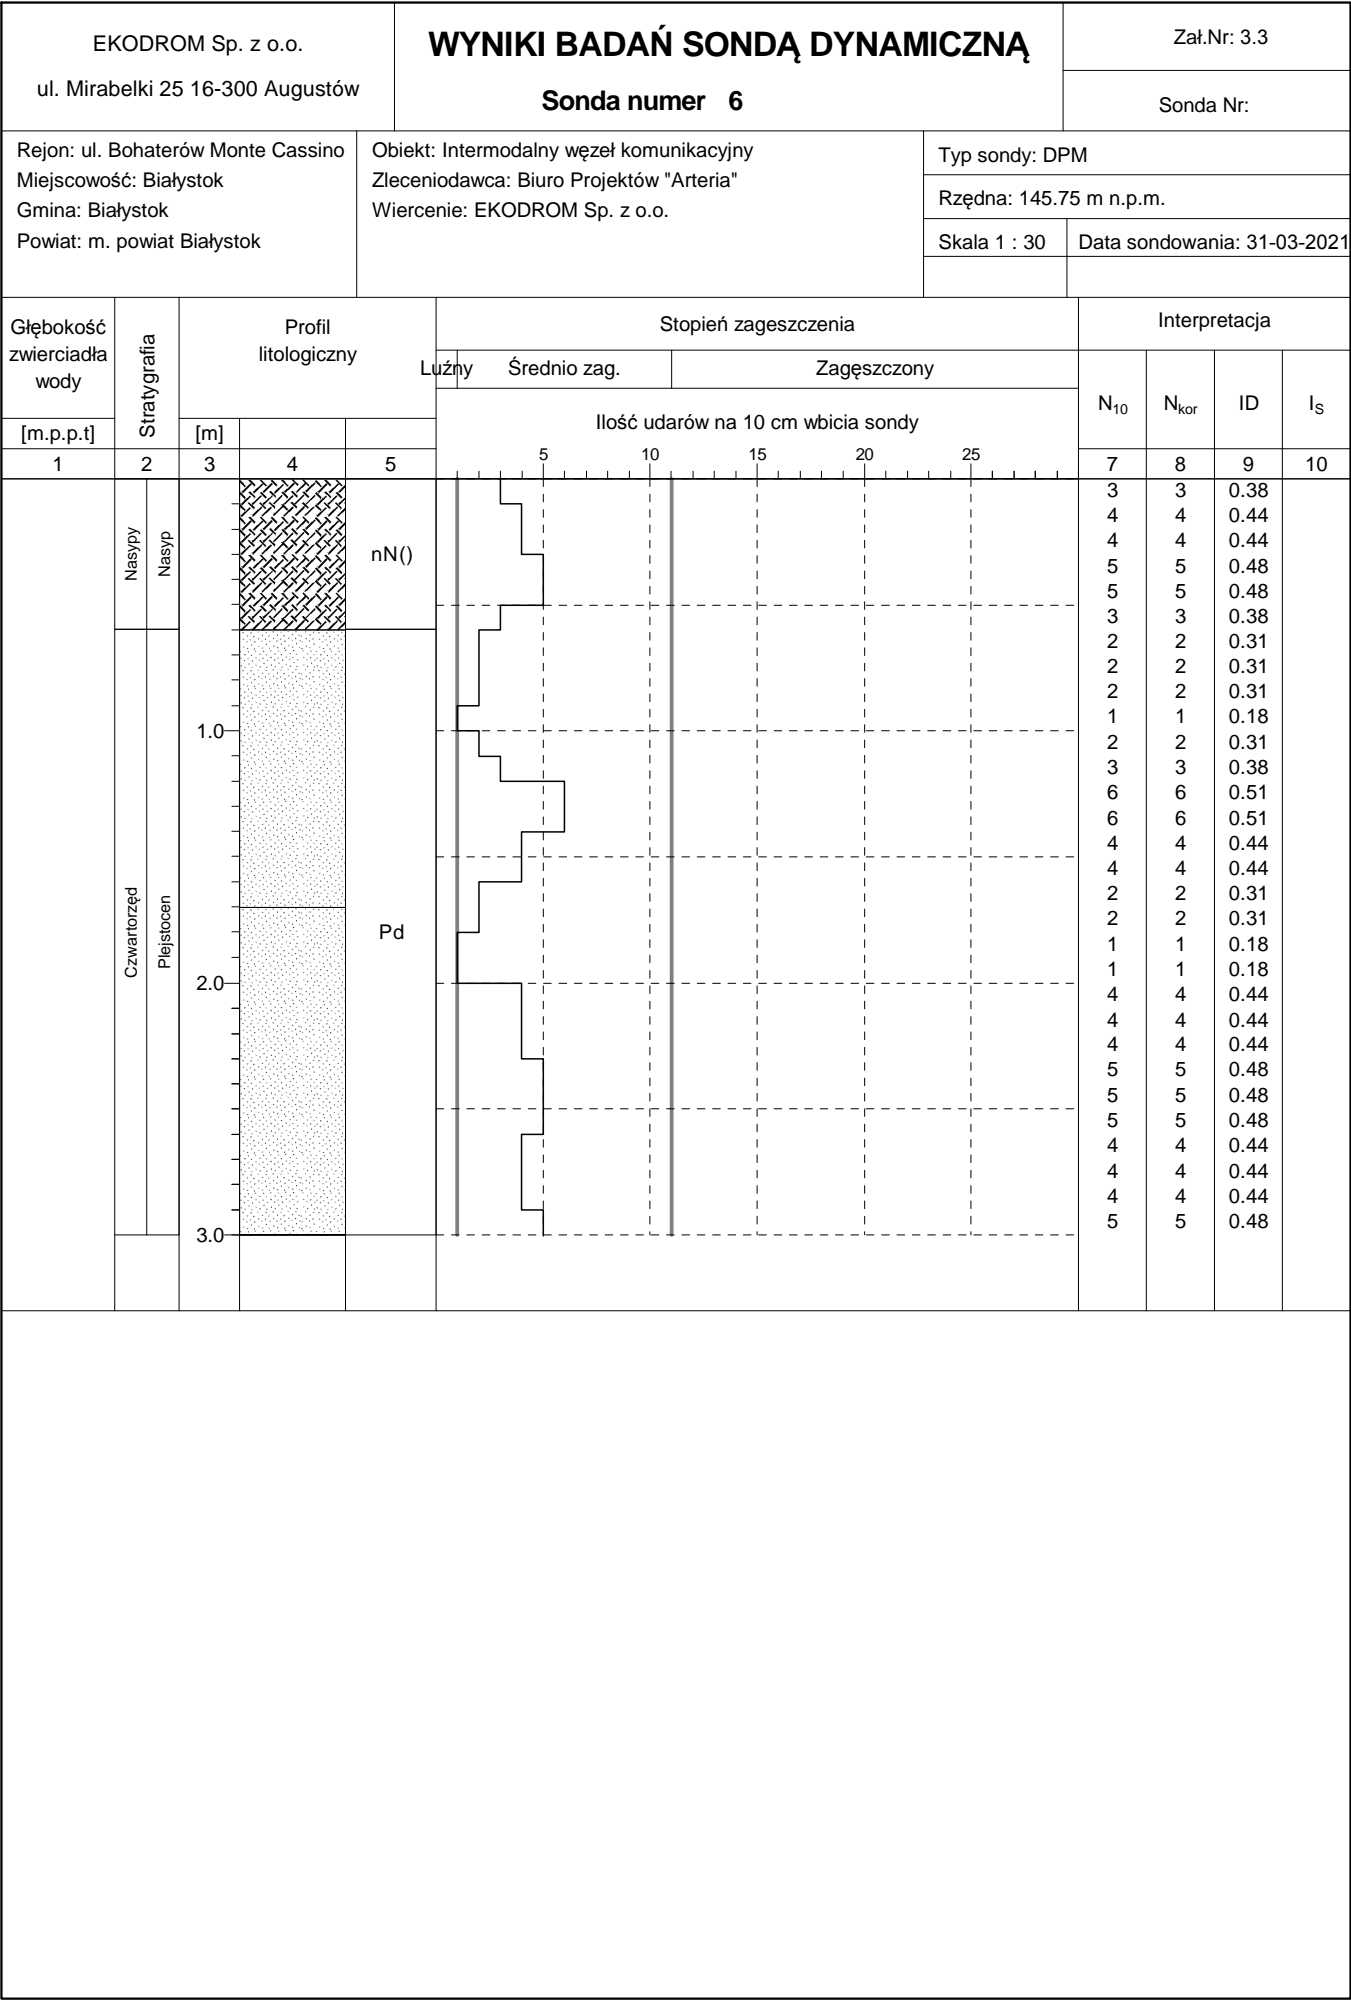 EKODROM Sp. z o.o.
ul. Mirabelki 25 16-300 Augustów
WYNIKI BADAŃ SONDĄ DYNAMICZNĄ
Sonda numer 6
Zał.Nr: 3.3
Sonda Nr:
Rejon: ul. Bohaterów Monte Cassino
Miejscowość: Białystok
Gmina: Białystok
Powiat: m. powiat Białystok
Obiekt: Intermodalny węzeł komunikacyjny
Zleceniodawca: Biuro Projektów "Arteria"
Wiercenie: EKODROM Sp. z o.o.
Typ sondy: DPM
Rzędna: 145.75 m n.p.m.
Skala 1 : 30 Data sondowania: 31-03-2021
Głębokość
zwierciadła
wody
[m.p.p.t]
Stratygrafia
Profil
litologiczny
[m]
Stopień zageszczenia
Luźny Średnio zag. Zagęszczony
Ilość udarów na 10 cm wbicia sondy
5 10 15 20 25
Interpretacja
N10 Nkor ID IS
1 2 3 4 5 7 8 9 10
Nasypy
Nasyp
nN()
Czwartorzęd
Plejstocen
Pd
1.0
2.0
3.0
3 3 0.38
4 4 0.44
4 4 0.44
5 5 0.48
5 5 0.48
3 3 0.38
2 2 0.31
2 2 0.31
2 2 0.31
1 1 0.18
2 2 0.31
3 3 0.38
6 6 0.51
6 6 0.51
4 4 0.44
4 4 0.44
2 2 0.31
2 2 0.31
1 1 0.18
1 1 0.18
4 4 0.44
4 4 0.44
4 4 0.44
5 5 0.48
5 5 0.48
5 5 0.48
4 4 0.44
4 4 0.44
4 4 0.44
5 5 0.48